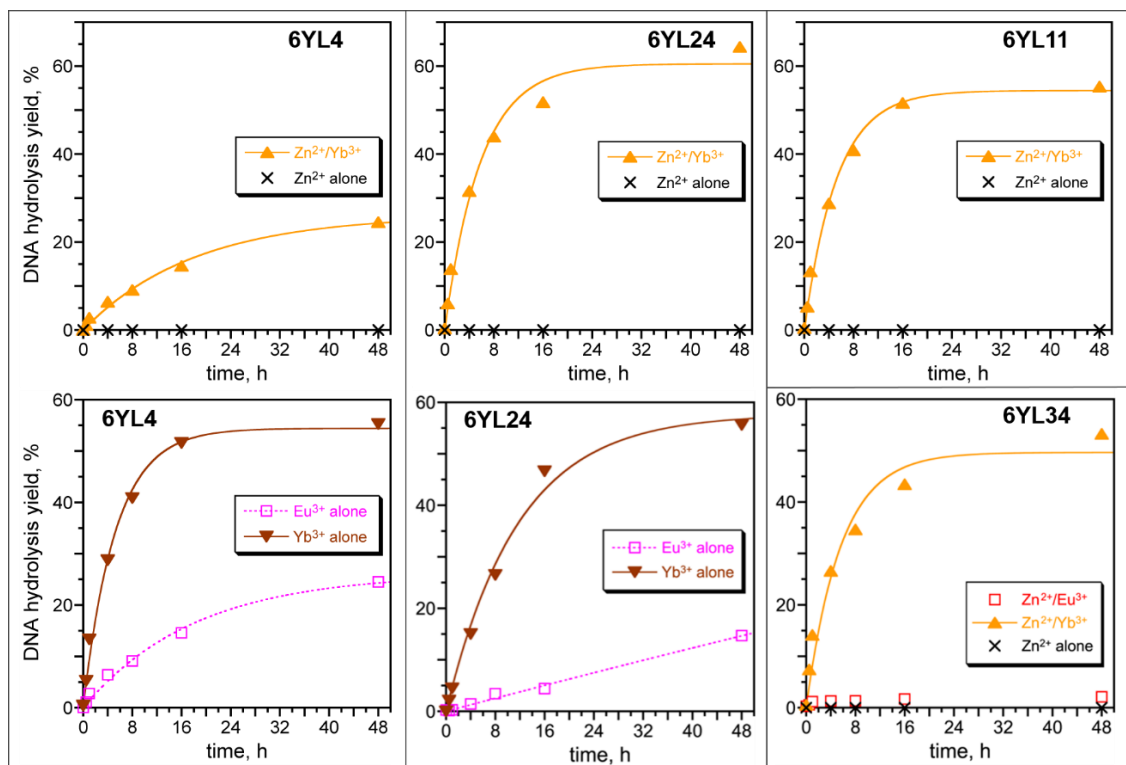 DNA hydrolysis yield, %
6YL4
60
40
20
0
Zn²⁺/Yb³⁺
Zn²⁺ alone
0 8 16 24 32 40 48
time, h
6YL24
60
40
20
0
Zn²⁺/Yb³⁺
Zn²⁺ alone
0 8 16 24 32 40 48
time, h
6YL11
60
40
20
0
Zn²⁺/Yb³⁺
Zn²⁺ alone
0 8 16 24 32 40 48
time, h
DNA hydrolysis yield, %
6YL4
60
40
20
0
Eu³⁺ alone
Yb³⁺ alone
0 8 16 24 32 40 48
time, h
6YL24
60
40
20
0
Eu³⁺ alone
Yb³⁺ alone
0 8 16 24 32 40 48
time, h
6YL34
60
40
20
0
Zn²⁺/Eu³⁺
Zn²⁺/Yb³⁺
Zn²⁺ alone
0 8 16 24 32 40 48
time, h